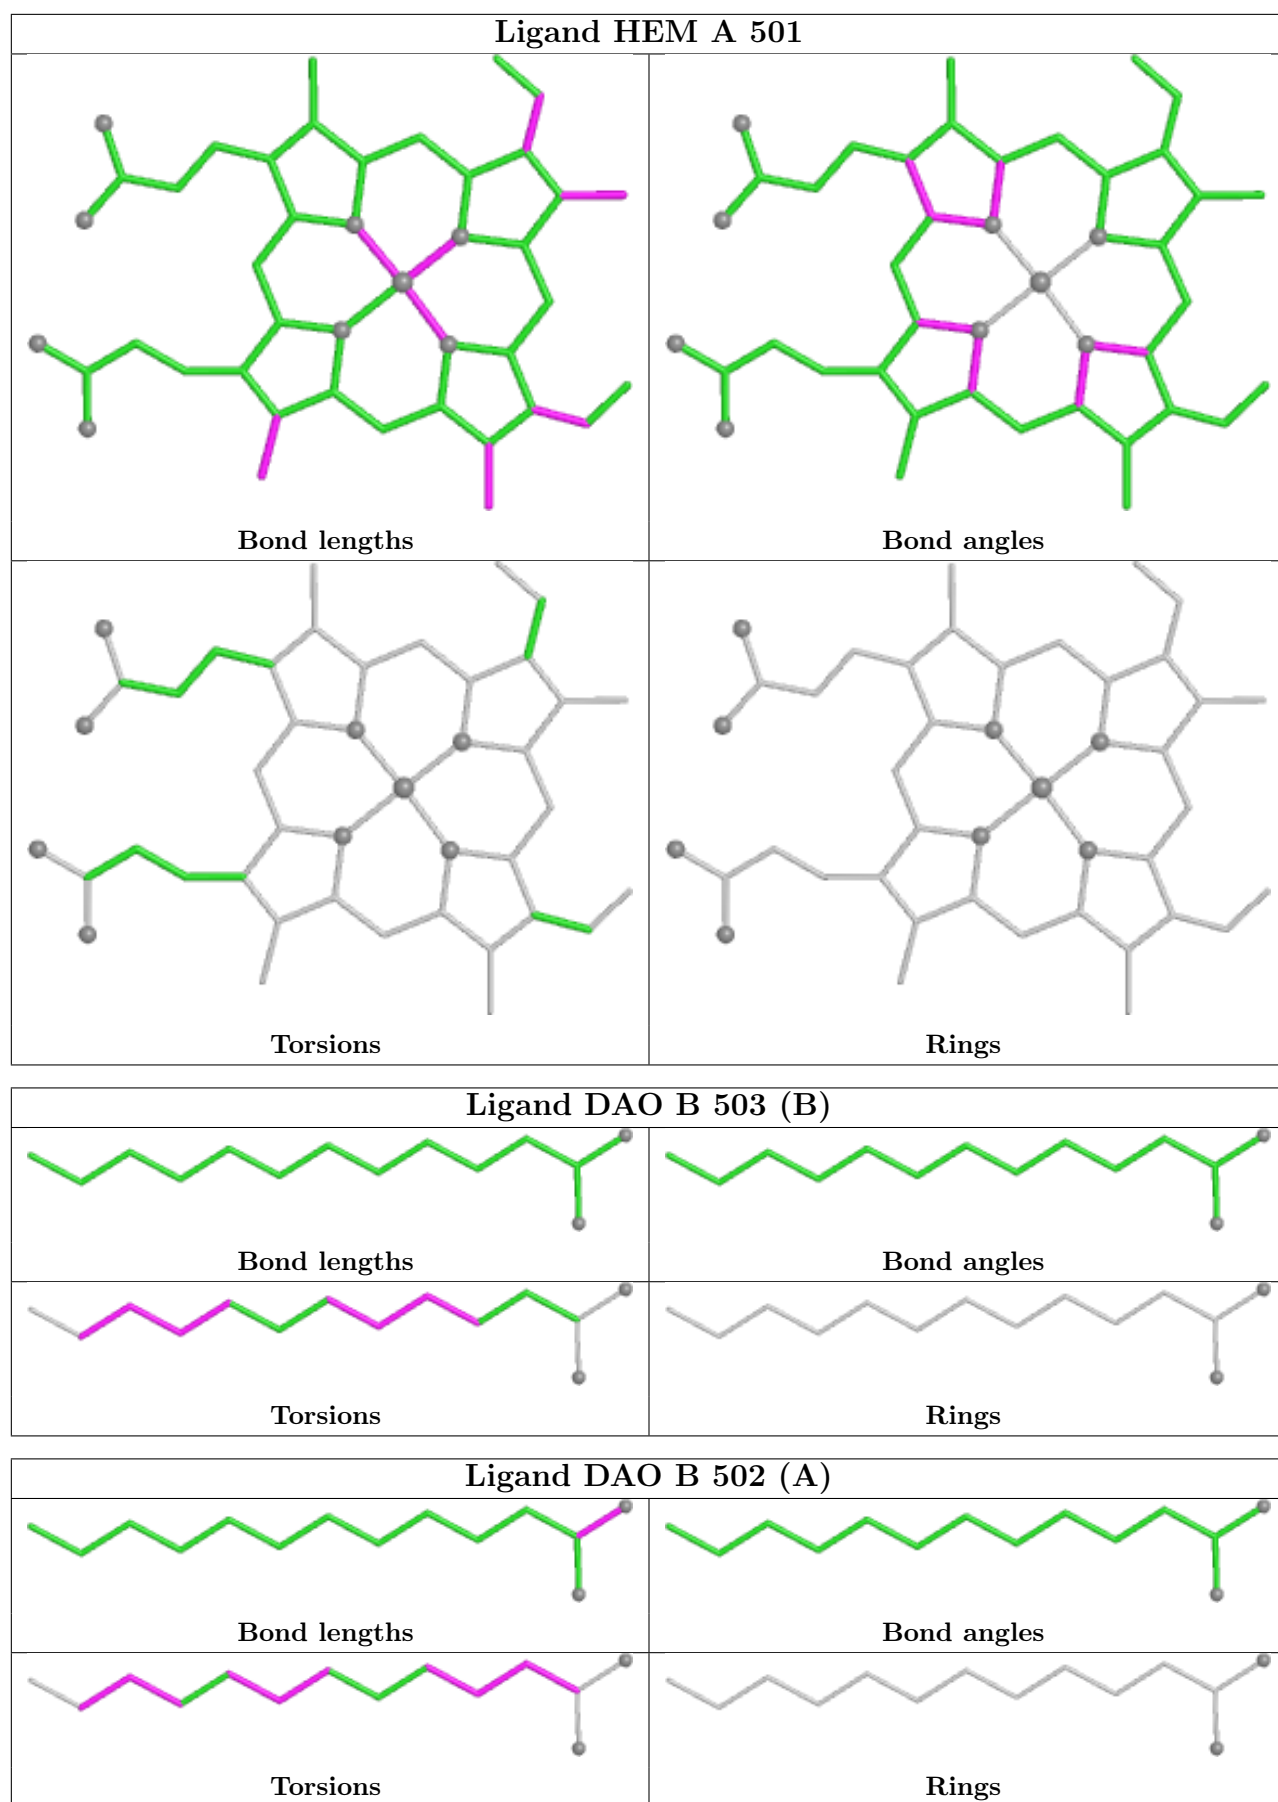 Ligand HEM A 501
Bond lengths
Bond angles
Torsions
Rings
Ligand DAO B 503 (B)
Bond lengths
Bond angles
Torsions
Rings
Ligand DAO B 502 (A)
Bond lengths
Bond angles
Torsions
Rings